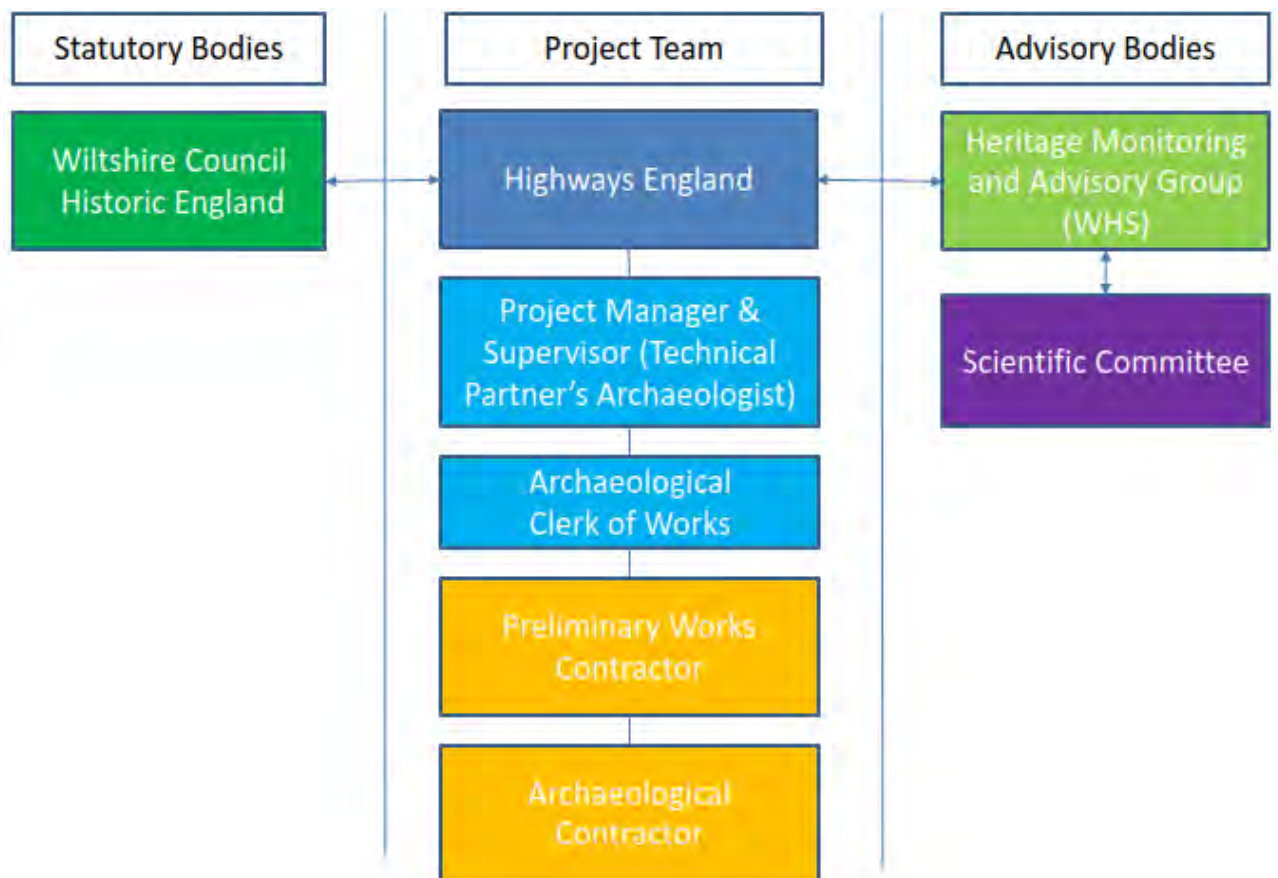 Statutory Bodies
Project Team
Advisory Bodies
Wiltshire Council
Historic England
Highways England
Heritage Monitoring
and Advisory Group
(WHS)
Project Manager &
Supervisor (Technical
Partner's Archaeologist)
Scientific Committee
Archaeological
Clerk of Works
Preliminary Works
Contractor
Archaeological
Contractor